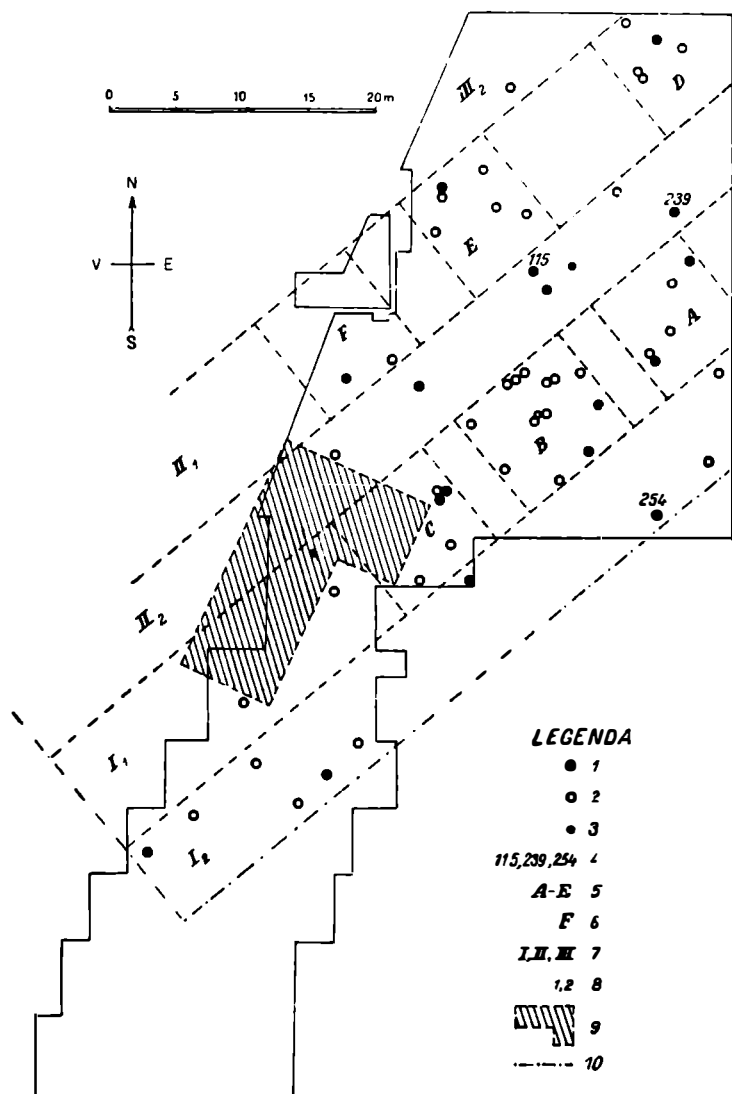 0 5 10 15 20 m
N
V E
S
III₂
D
239
E
115
A
F
B
II₁
C
254
II₂
I₁
I₂
LEGENDA
1
2
3
115, 239, 254 4
A-E 5
F 6
I, II, III 7
1, 2 8
9
10